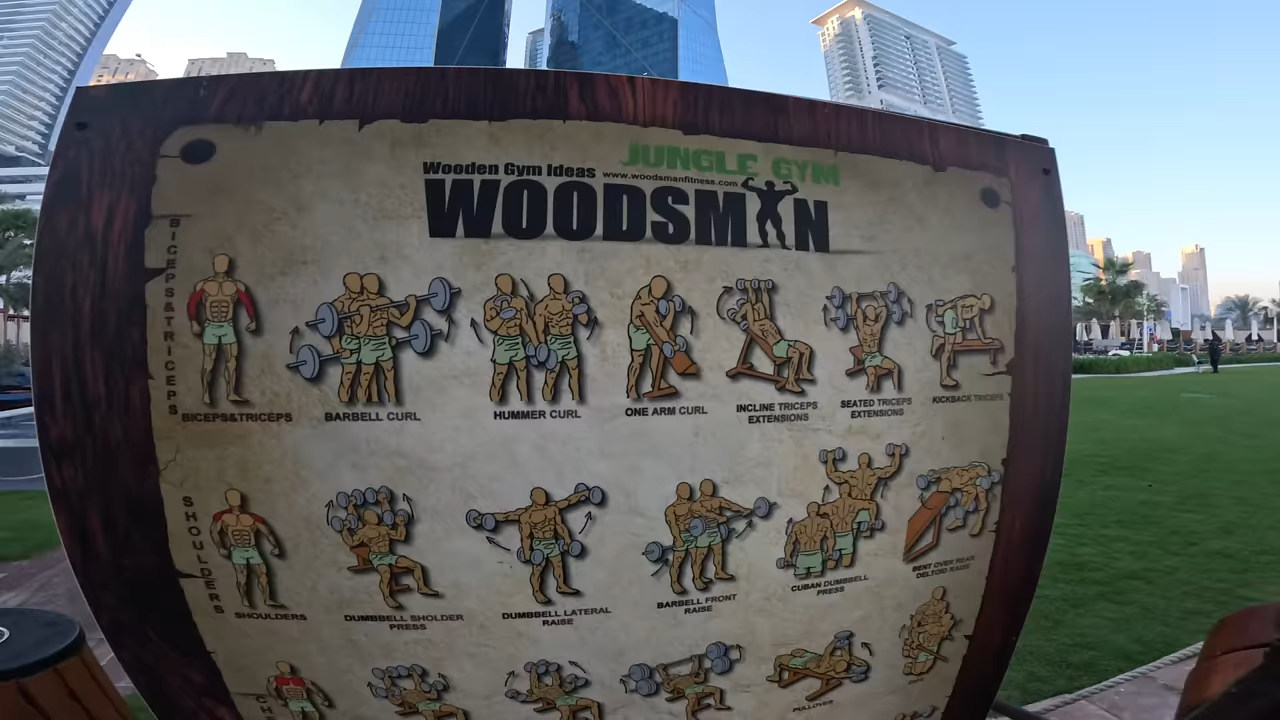 JUNGLE GYM
Wooden Gym Ideas www.woodsmanfitness.com
WOODSMAN
BICEPS&TRICEPS
BICEPS&TRICEPS
BARBELL CURL
HUMMER CURL
ONE ARM CURL
INCLINE TRICEPS
EXTENSIONS
SEATED TRICEPS
EXTENSIONS
KICKBACK TRICEPS
SHOULDERS
SHOULDERS
DUMBBELL SHOLDER
PRESS
DUMBBELL LATERAL
RAISE
BARBELL FRONT
RAISE
CUBAN DUMBBELL
PRESS
BENT OVER REAR
DELTOID RAISE
PULLOVER